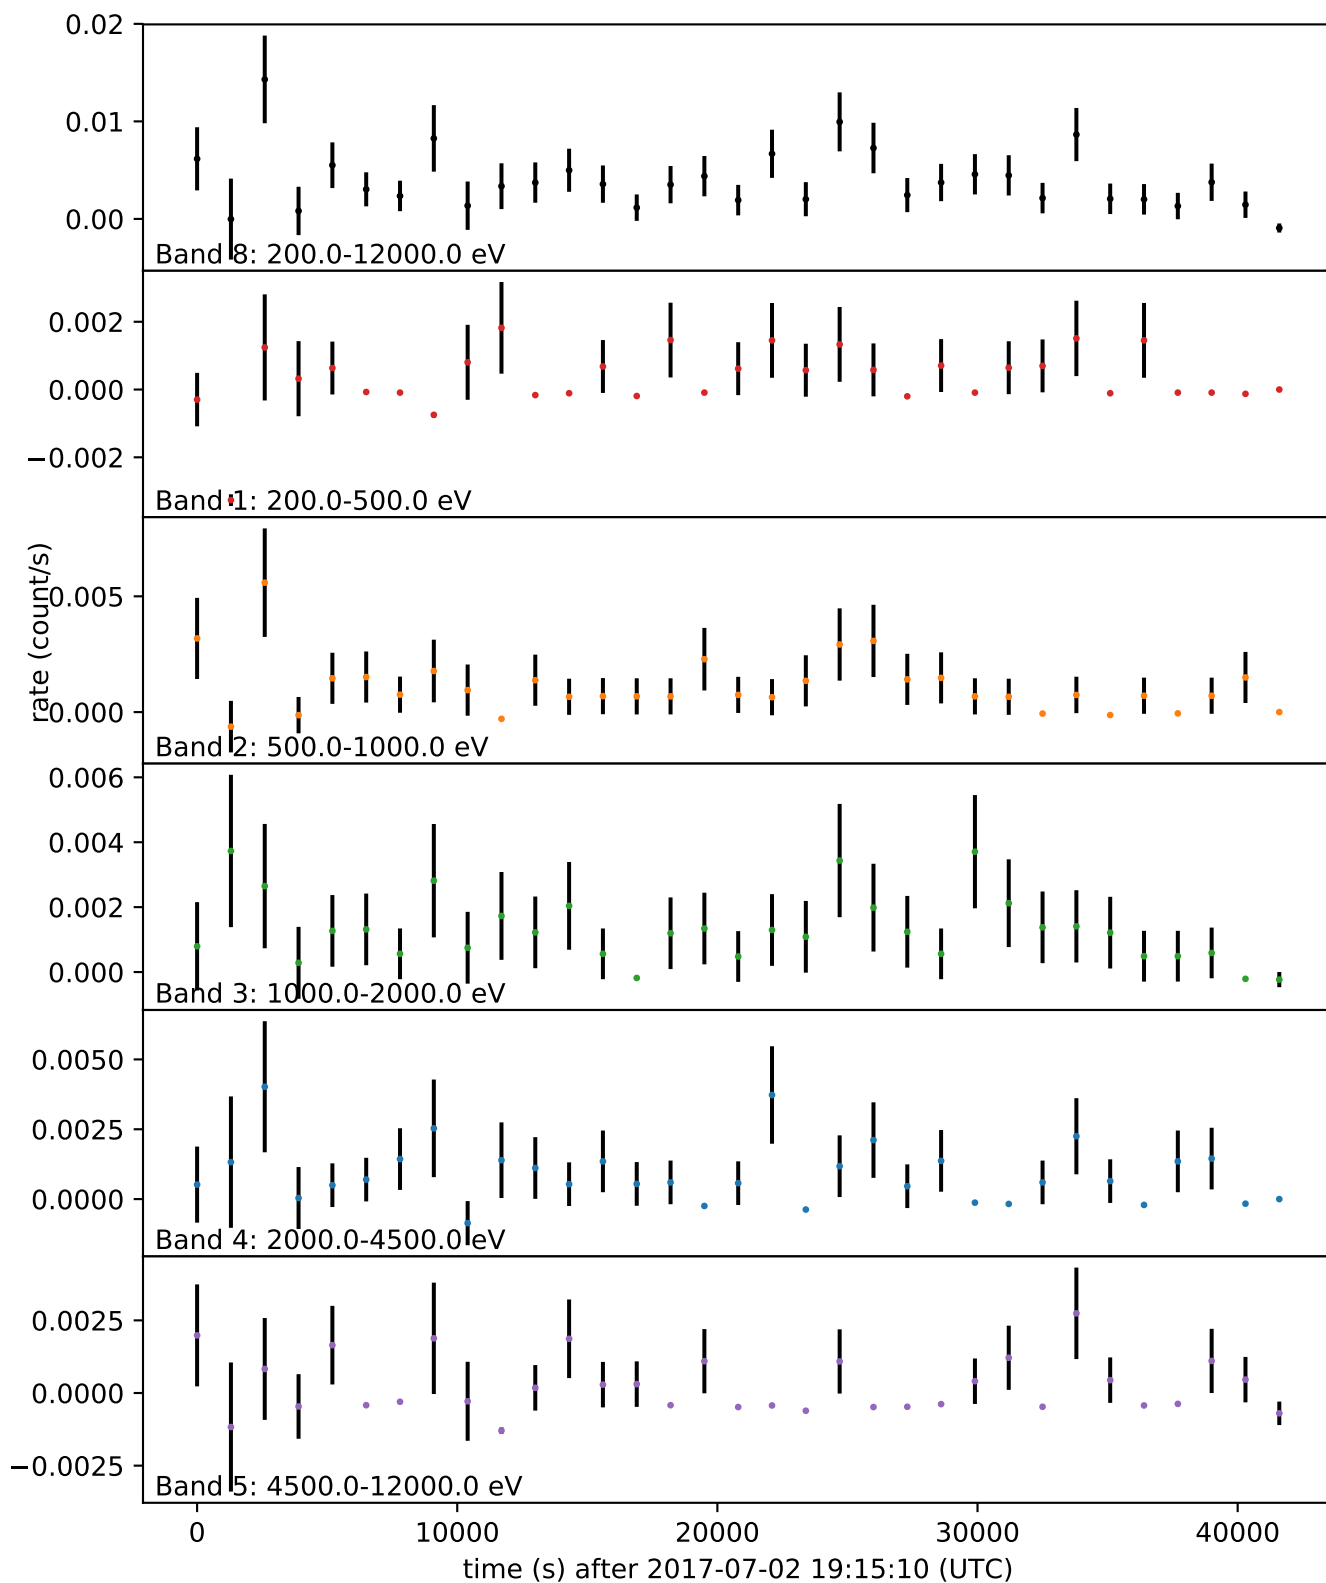 0.02
0.01
0.00
Band 8: 200.0-12000.0 eV
0.002
0.000
−0.002
Band 1: 200.0-500.0 eV
rate (count/s)
0.005
0.000
Band 2: 500.0-1000.0 eV
0.006
0.004
0.002
0.000
Band 3: 1000.0-2000.0 eV
0.0050
0.0025
0.0000
Band 4: 2000.0-4500.0 eV
0.0025
0.0000
−0.0025
Band 5: 4500.0-12000.0 eV
0 10000 20000 30000 40000
time (s) after 2017-07-02 19:15:10 (UTC)